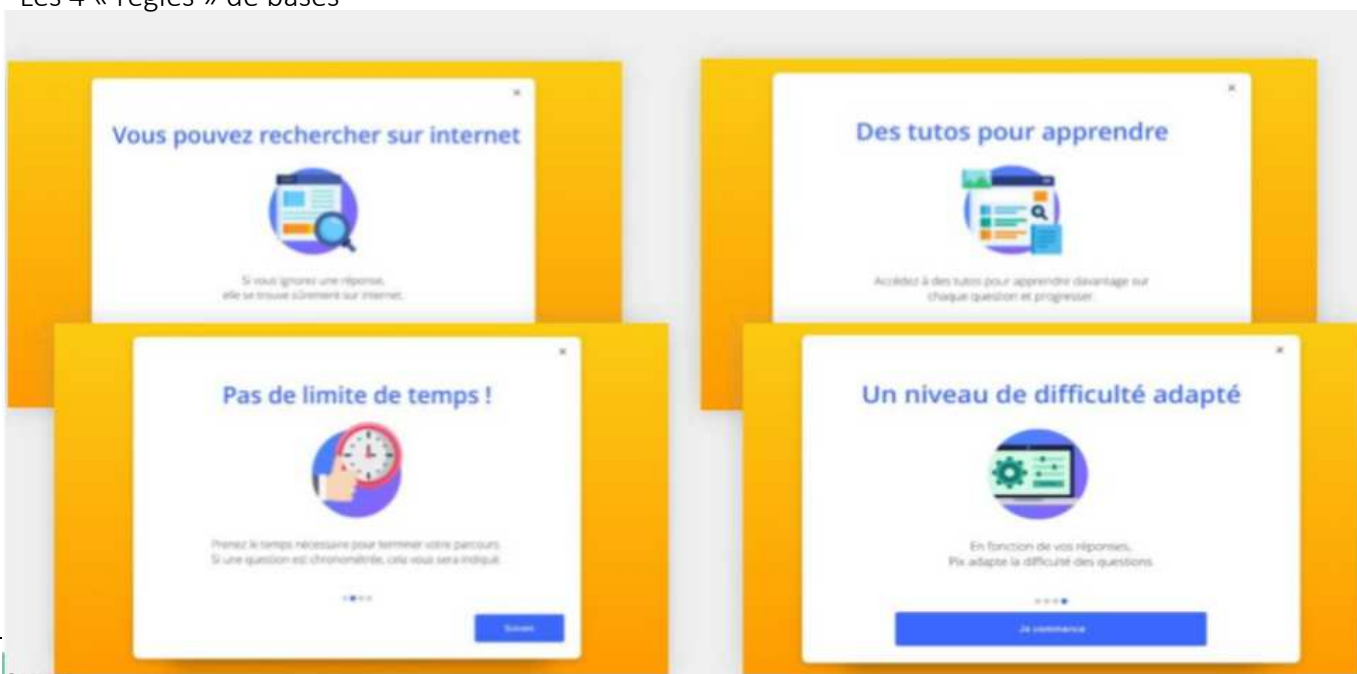 Les 4 « règles » de bases
Vous pouvez rechercher sur internet
Si vous ignorez une réponse,
elle se trouve sûrement sur internet.
Des tutos pour apprendre
Accédez à des tutos pour apprendre davantage sur
chaque question et progresser.
Pas de limite de temps !
Prenez le temps nécessaire pour terminer votre parcours.
Si une question est chronométrée, cela vous sera indiqué.
Suivant
Un niveau de difficulté adapté
En fonction de vos réponses,
Pix adapte la difficulté des questions
Je commence